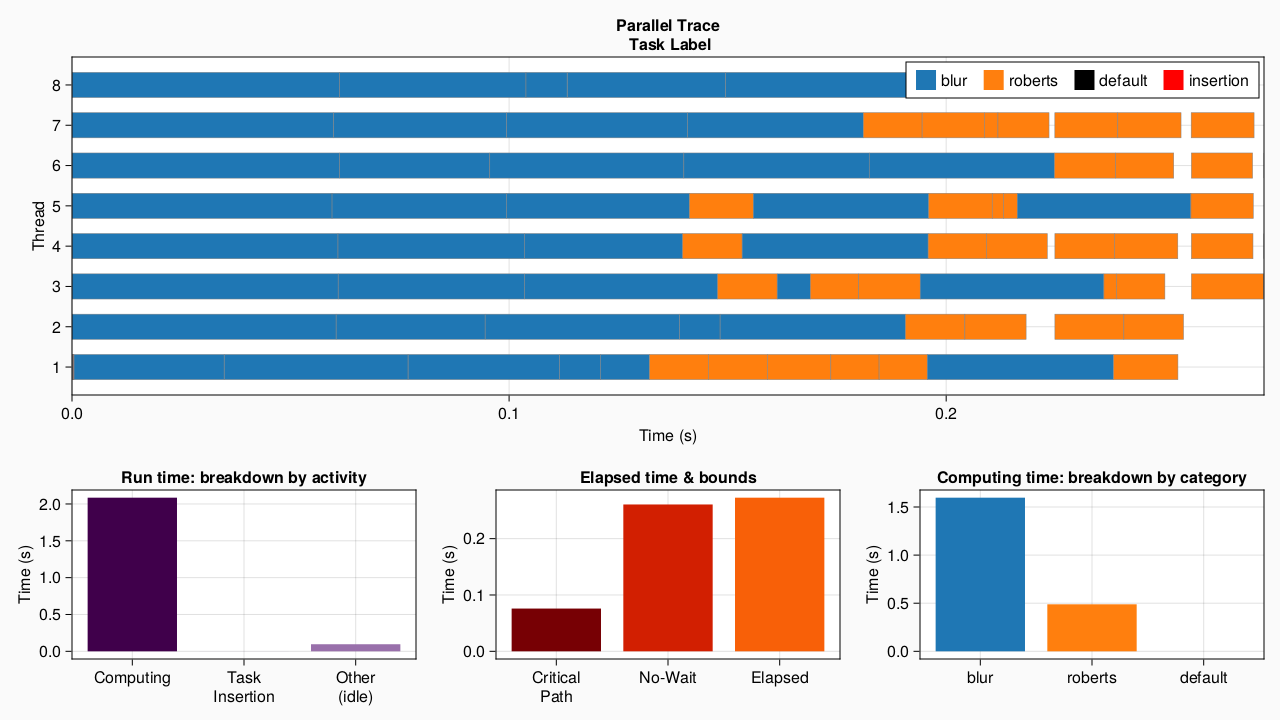 Parallel Trace
Task Label
blur roberts default insertion
Thread
8
7
6
5
4
3
2
1
0.0 0.1 0.2
Time (s)
Run time: breakdown by activity
Time (s)
2.0
1.5
1.0
0.5
0.0
Computing Task Insertion Other (idle)
Elapsed time & bounds
Time (s)
0.2
0.1
0.0
Critical Path No-Wait Elapsed
Computing time: breakdown by category
Time (s)
1.5
1.0
0.5
0.0
blur roberts default